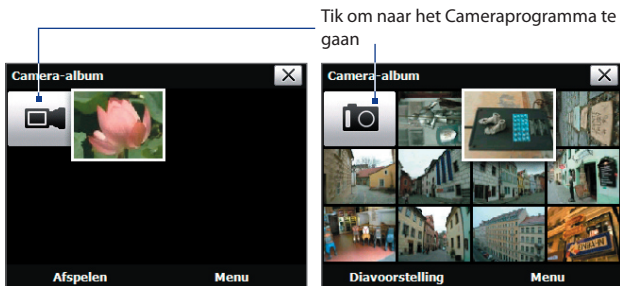 Tik om naar het Cameraprogramma te
gaan
Camera-album
Afspelen Menu
Camera-album
Diavoorstelling Menu